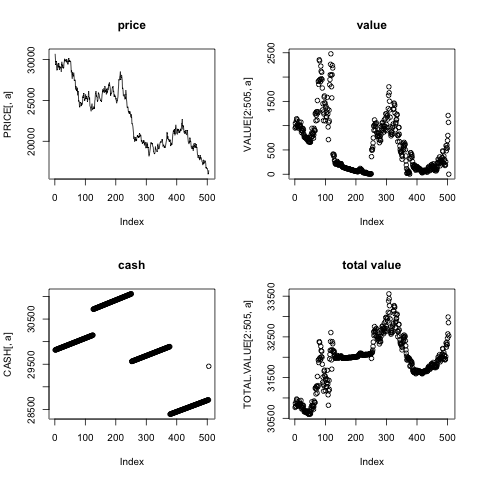 price
PRICE[, a]
20000 25000 30000
0 100 200 300 400 500
Index
value
VALUE[2:505, a]
0 500 1500 2500
0 100 200 300 400 500
Index
cash
CASH[, a]
28500 29500 30500
0 100 200 300 400 500
Index
total value
TOTAL.VALUE[2:505, a]
30500 31500 32500 33500
0 100 200 300 400 500
Index